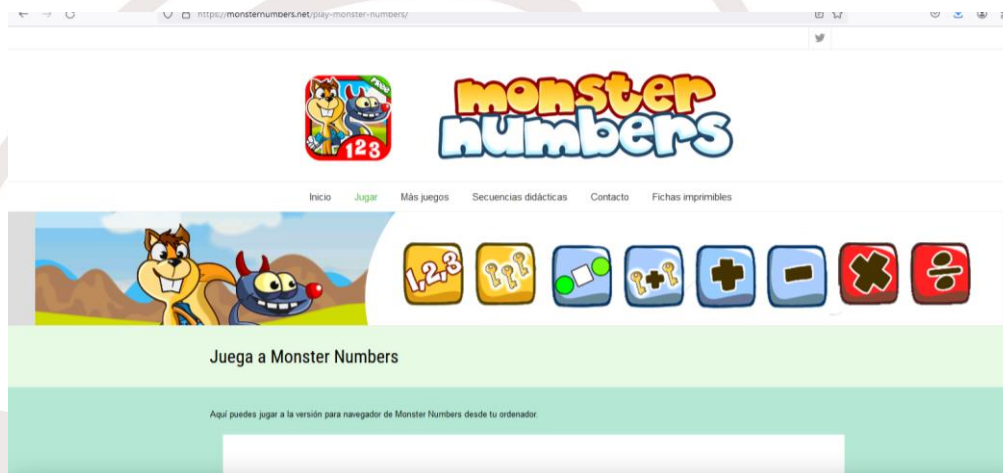 https://monsternumbers.net/play-monster-numbers/
PROD
123
monster
numbers
Inicio Jugar Más juegos Secuencias didácticas Contacto Fichas imprimibles
1,2,3
Juega a Monster Numbers
Aquí puedes jugar a la versión para navegador de Monster Numbers desde tu ordenador.